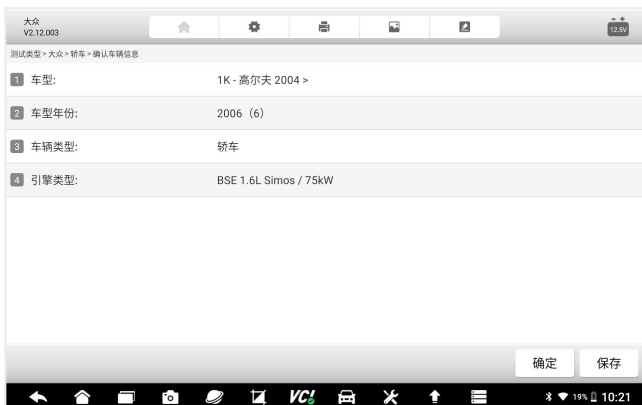 大众
V2.12.003
12.5V
测试类型 > 大众 > 轿车 > 确认车辆信息
1 车型: 1K - 高尔夫 2004 >
2 车型年份: 2006（6）
3 车辆类型: 轿车
4 引擎类型: BSE 1.6L Simos / 75kW
确定 保存
VCI 19% 10:21